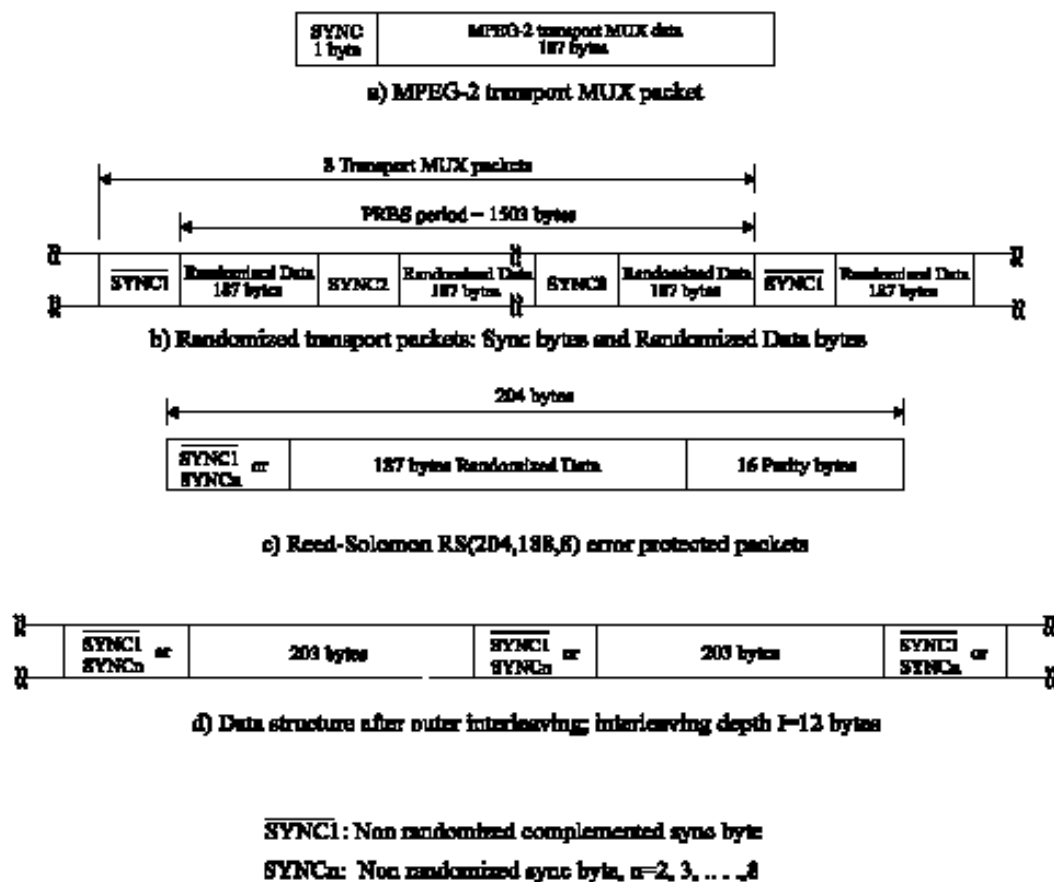 SYNC
1 byte
MPEG-2 transport MUX data
187 bytes
a) MPEG-2 transport MUX packet
8 Transport MUX packets
PRBS period = 1503 bytes
SYNC1
Randomized Data
187 bytes
SYNC2
Randomized Data
187 bytes
SYNC8
Randomized Data
187 bytes
SYNC1
Randomized Data
187 bytes
b) Randomized transport packets: Sync bytes and Randomized Data bytes
204 bytes
SYNC1 or
SYNCn
187 bytes Randomized Data
16 Parity bytes
c) Reed-Solomon RS(204,188,8) error protected packets
SYNC1 or
SYNCn
203 bytes
SYNC1 or
SYNCn
203 bytes
SYNC1 or
SYNCn
d) Data structure after outer interleaving; interleaving depth I=12 bytes
SYNC1: Non randomized complemented sync byte
SYNCn: Non randomized sync byte, n=2, 3, ....,8